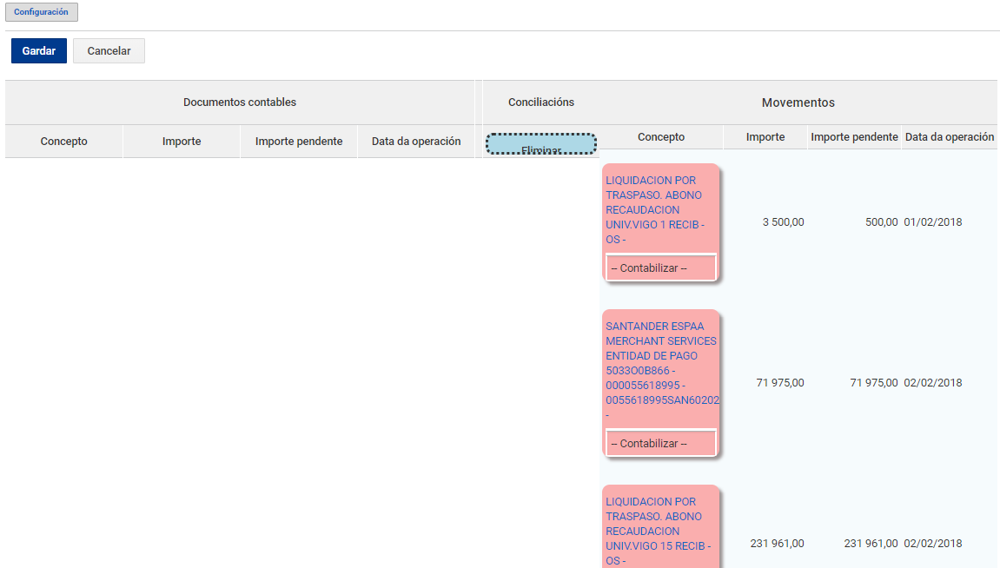 Configuración
Gardar Cancelar
Documentos contables Conciliacións Movementos
Concepto Importe Importe pendente Data da operación Eliminar Concepto Importe Importe pendente Data da operación
LIQUIDACION POR
TRASPASO. ABONO
RECAUDACION
UNIV.VIGO 1 RECIB -
OS -
3 500,00 500,00 01/02/2018
-- Contabilizar --
SANTANDER ESPAA
MERCHANT SERVICES
ENTIDAD DE PAGO
5033O0B866 -
000055618995 -
0055618995SAN60202
-
71 975,00 71 975,00 02/02/2018
-- Contabilizar --
LIQUIDACION POR
TRASPASO. ABONO
RECAUDACION
UNIV.VIGO 15 RECIB -
OS -
231 961,00 231 961,00 02/02/2018